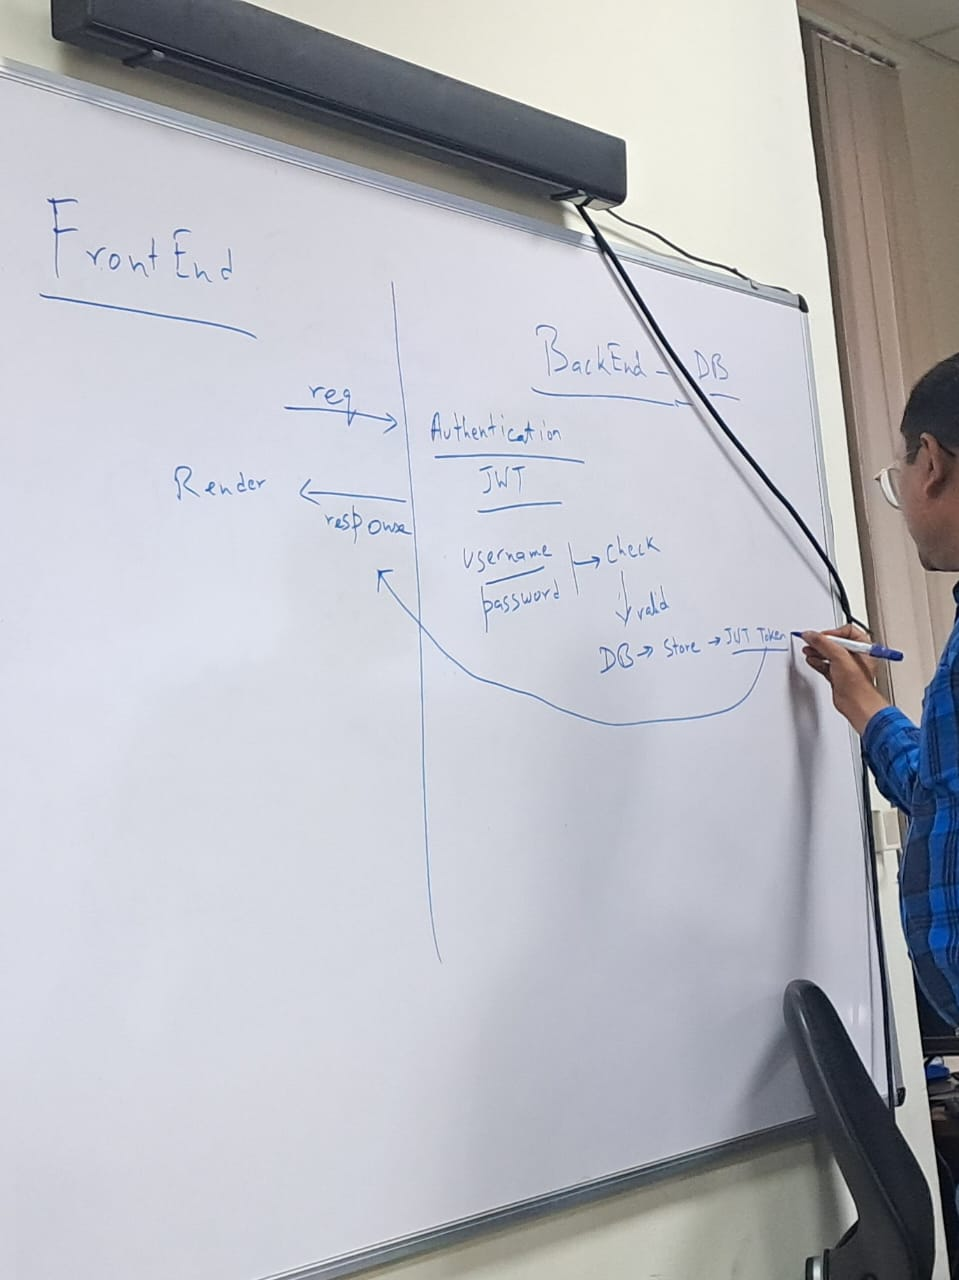 FrontEnd
BackEnd - DB
req
Authentication
JWT
Render
response
username
password
check
valid
DB → Store → JWT Token